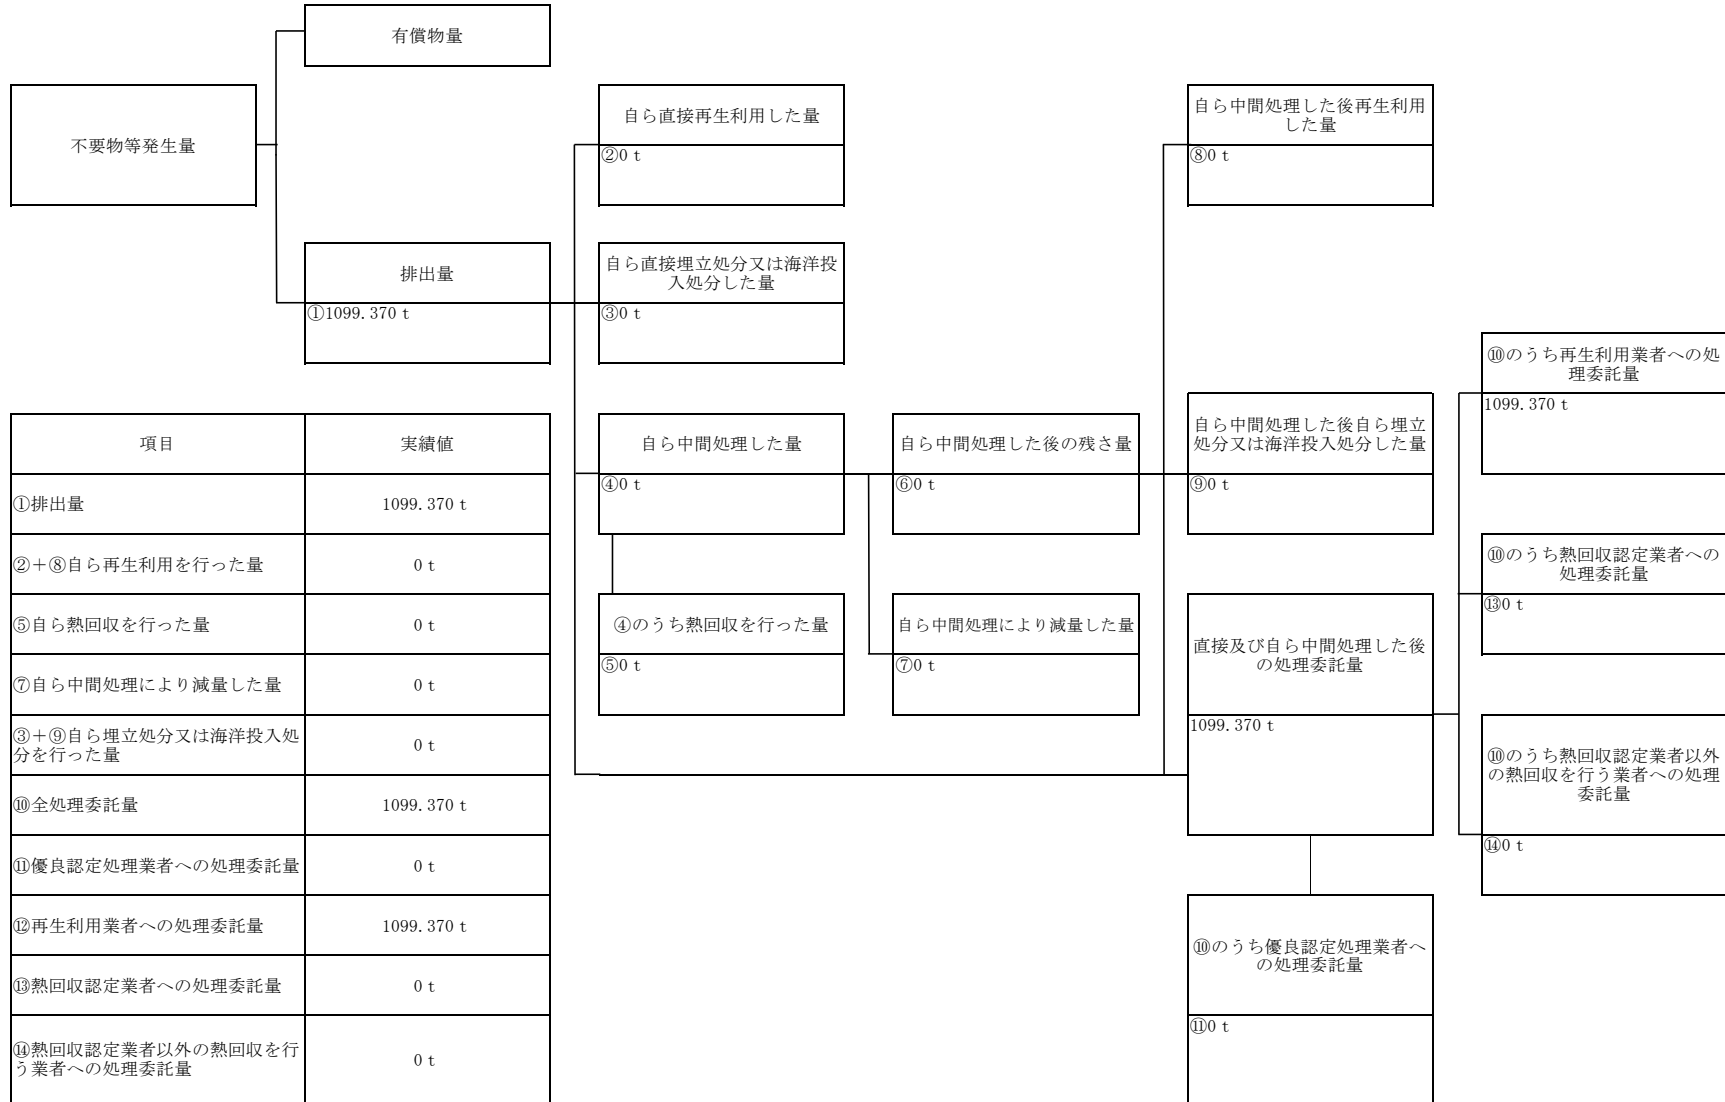 有償物量
不要物等発生量
自ら直接再生利用した量
②0 t
自ら中間処理した後再生利用
した量
⑧0 t
排出量
①1099.370 t
自ら直接埋立処分又は海洋投
入処分した量
③0 t
⑩のうち再生利用業者への処
理委託量
1099.370 t
自ら中間処理した量
④0 t
自ら中間処理した後の残さ量
⑥0 t
自ら中間処理した後自ら埋立
処分又は海洋投入処分した量
⑨0 t
⑩のうち熱回収認定業者への
処理委託量
⑬0 t
④のうち熱回収を行った量
⑤0 t
自ら中間処理により減量した量
⑦0 t
直接及び自ら中間処理した後
の処理委託量
1099.370 t
⑩のうち熱回収認定業者以外
の熱回収を行う業者への処理
委託量
⑭0 t
⑩のうち優良認定処理業者へ
の処理委託量
⑪0 t
項目 実績値
①排出量 1099.370 t
②＋⑧自ら再生利用を行った量 0 t
⑤自ら熱回収を行った量 0 t
⑦自ら中間処理により減量した量 0 t
③＋⑨自ら埋立処分又は海洋投入処
分を行った量 0 t
⑩全処理委託量 1099.370 t
⑪優良認定処理業者への処理委託量 0 t
⑫再生利用業者への処理委託量 1099.370 t
⑬熱回収認定業者への処理委託量 0 t
⑭熱回収認定業者以外の熱回収を行
う業者への処理委託量 0 t